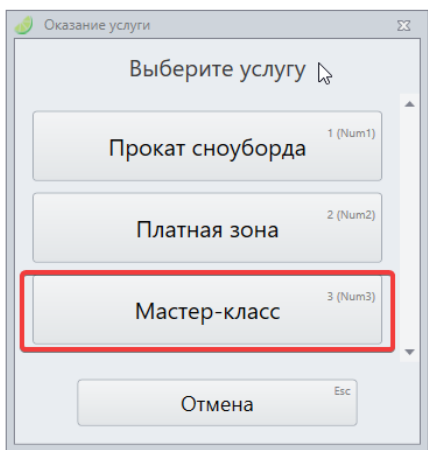 Оказание услуги
Выберите услугу
1 (Num1)
Прокат сноуборда
2 (Num2)
Платная зона
3 (Num3)
Мастер-класс
Esc
Отмена